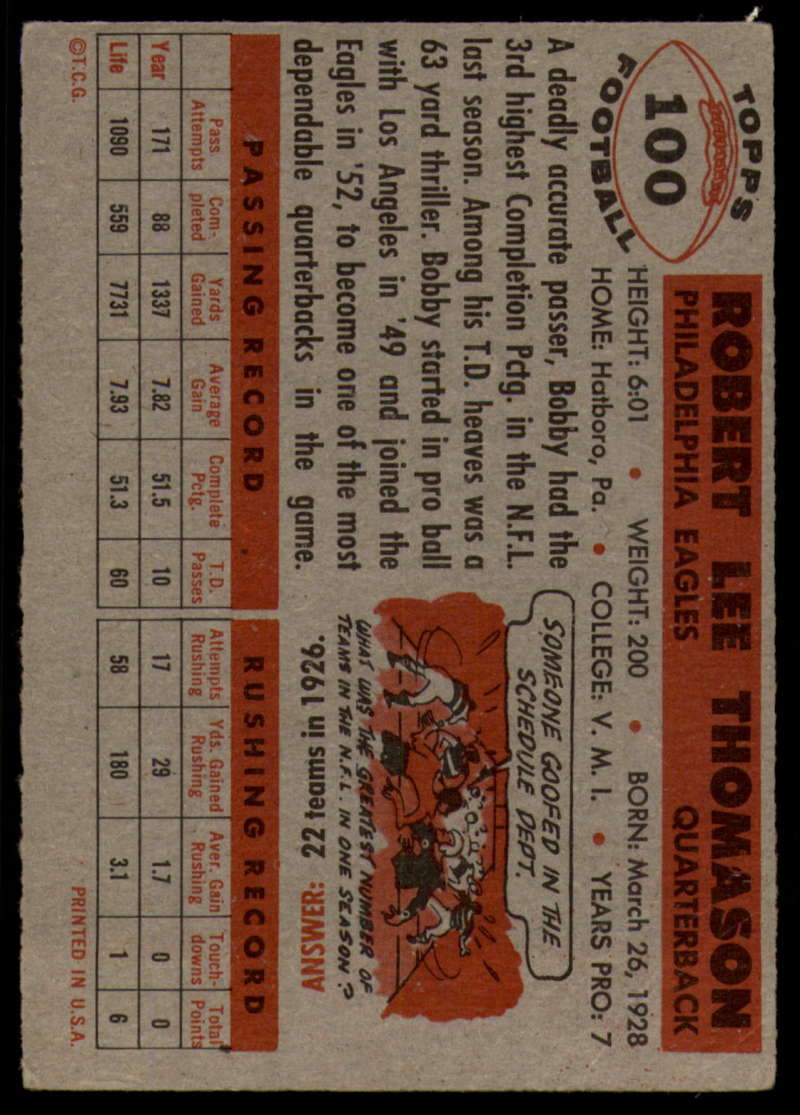 TOPPS
100
FOOTBALL
ROBERT LEE THOMASON
PHILADELPHIA EAGLES QUARTERBACK
HEIGHT: 6:01 • WEIGHT: 200 • BORN: March 26, 1928
HOME: Hatboro, Pa. • COLLEGE: V. M. I. • YEARS PRO: 7
A deadly accurate passer, Bobby had the
3rd highest Completion Pctg. in the N.F.L.
last season. Among his T.D. heaves was a
63 yard thriller. Bobby started in pro ball
with Los Angeles in '49 and joined the
Eagles in '52, to become one of the most
dependable quarterbacks in the game.
SOMEONE GOOFED IN THE
SCHEDULE DEPT.
WHAT WAS THE GREATEST NUMBER OF
TEAMS IN THE N.F.L. IN ONE SEASON?
ANSWER: 22 teams in 1926.
PASSING RECORD RUSHING RECORD
Pass Attempts Com-pleted Yards Gained Average Gain Complete Pctg. T.D. Passes Attempts Rushing Yds. Gained Rushing Aver. Gain Rushing Touch-downs Total Points
Year 171 88 1337 7.82 51.5 10 17 29 1.7 0 0
Life 1090 559 7731 7.93 51.3 60 58 180 3.1 1 6
©T.C.G. PRINTED IN U.S.A.